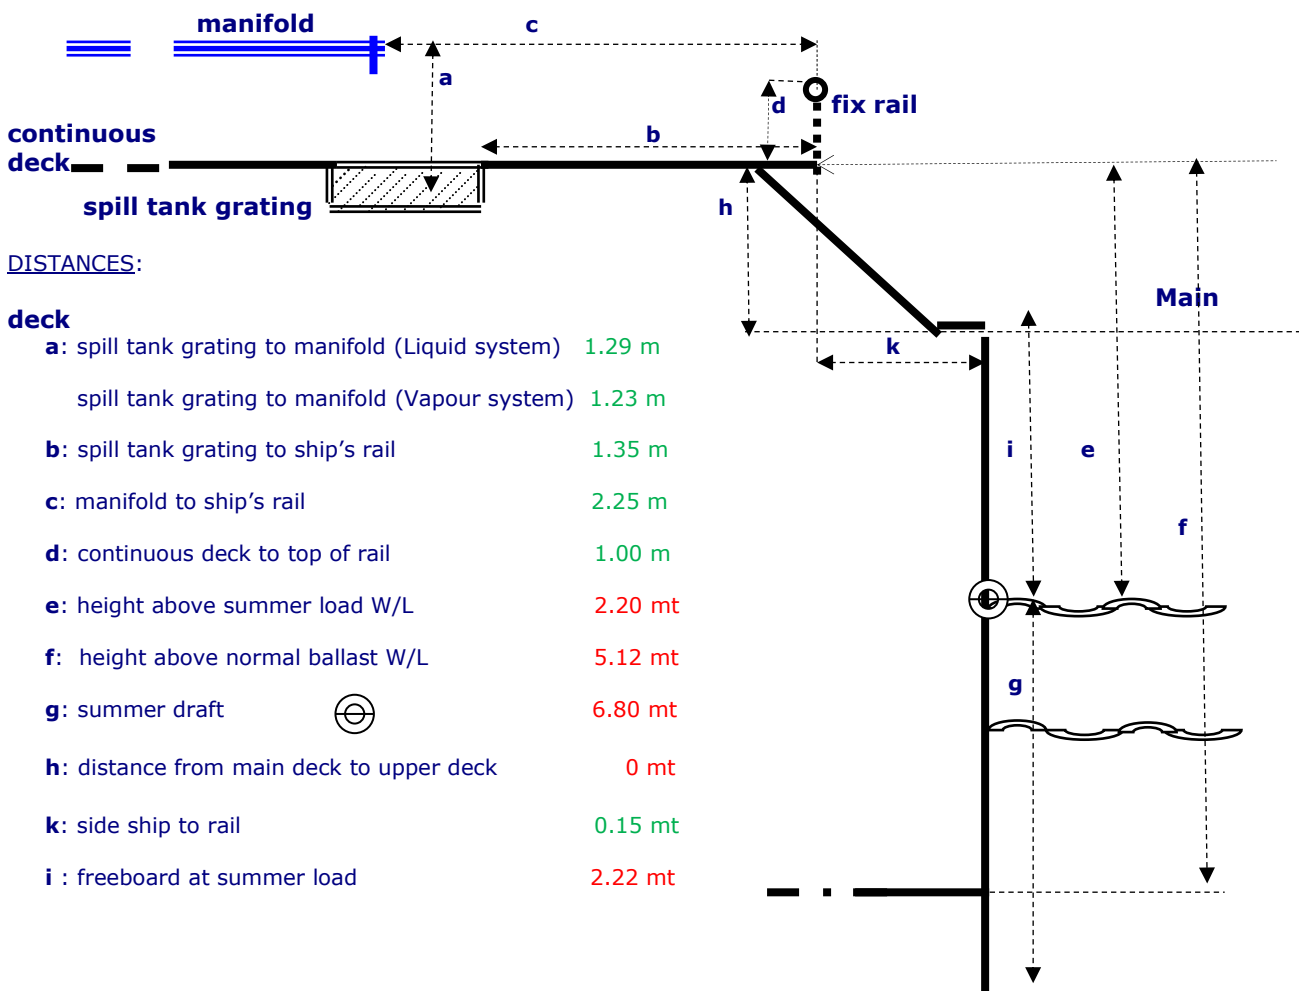 manifold
c
a
d
fix rail
continuous
b
deck
spill tank grating
h
DISTANCES:
Main
deck
a: spill tank grating to manifold (Liquid system) 1.29 m
k
spill tank grating to manifold (Vapour system) 1.23 m
b: spill tank grating to ship's rail 1.35 m
i
e
c: manifold to ship's rail 2.25 m
f
d: continuous deck to top of rail 1.00 m
e: height above summer load W/L 2.20 mt
f: height above normal ballast W/L 5.12 mt
g
g: summer draft 6.80 mt
h: distance from main deck to upper deck 0 mt
k: side ship to rail 0.15 mt
i : freeboard at summer load 2.22 mt